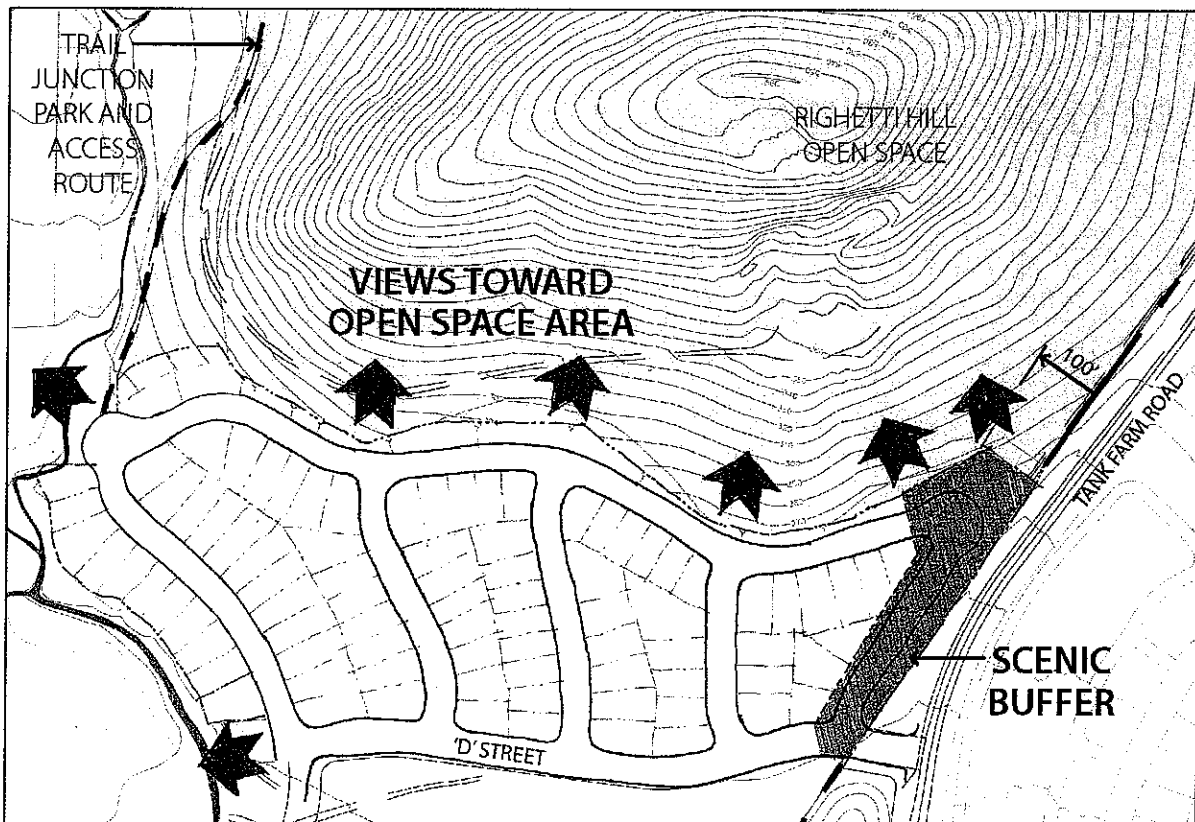 TRAIL
JUNCTION
PARK AND
ACCESS
ROUTE
RIGHETTI HILL
OPEN SPACE
VIEWS TOWARD
OPEN SPACE AREA
100'
TANK FARM ROAD
SCENIC
BUFFER
'D' STREET